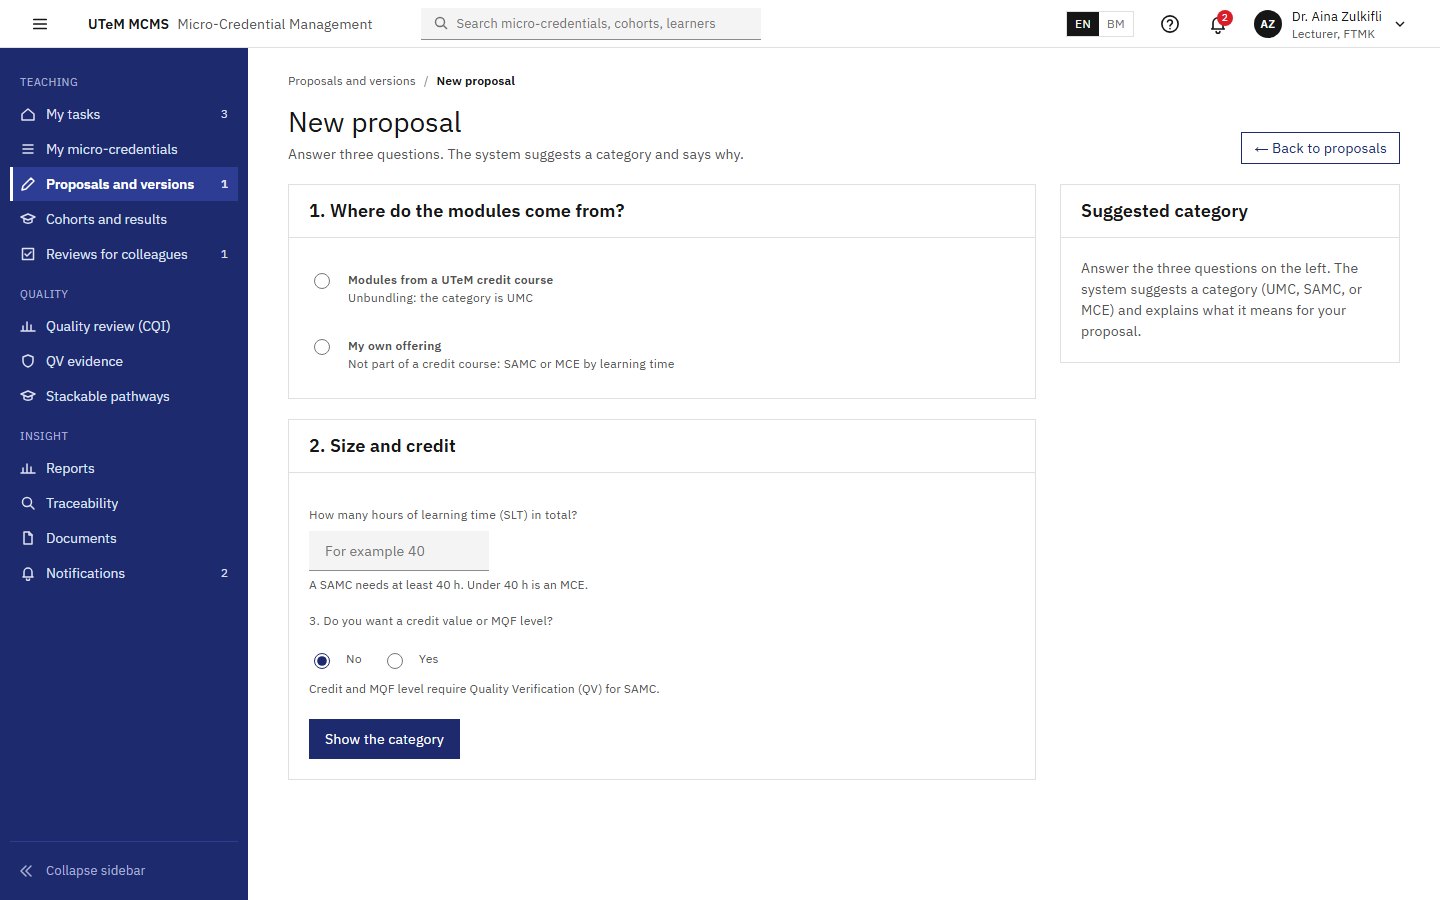 UTeM MCMS Micro-Credential Management
Search micro-credentials, cohorts, learners
EN BM
2
AZ
Dr. Aina Zulkifli
Lecturer, FTMK
TEACHING
My tasks 3
My micro-credentials
Proposals and versions 1
Cohorts and results
Reviews for colleagues 1
QUALITY
Quality review (CQI)
QV evidence
Stackable pathways
INSIGHT
Reports
Traceability
Documents
Notifications 2
Collapse sidebar
Proposals and versions / New proposal
New proposal
Answer three questions. The system suggests a category and says why.
← Back to proposals
1. Where do the modules come from?
Modules from a UTeM credit course
Unbundling: the category is UMC
My own offering
Not part of a credit course: SAMC or MCE by learning time
2. Size and credit
How many hours of learning time (SLT) in total?
For example 40
A SAMC needs at least 40 h. Under 40 h is an MCE.
3. Do you want a credit value or MQF level?
No Yes
Credit and MQF level require Quality Verification (QV) for SAMC.
Show the category
Suggested category
Answer the three questions on the left. The
system suggests a category (UMC, SAMC, or
MCE) and explains what it means for your
proposal.